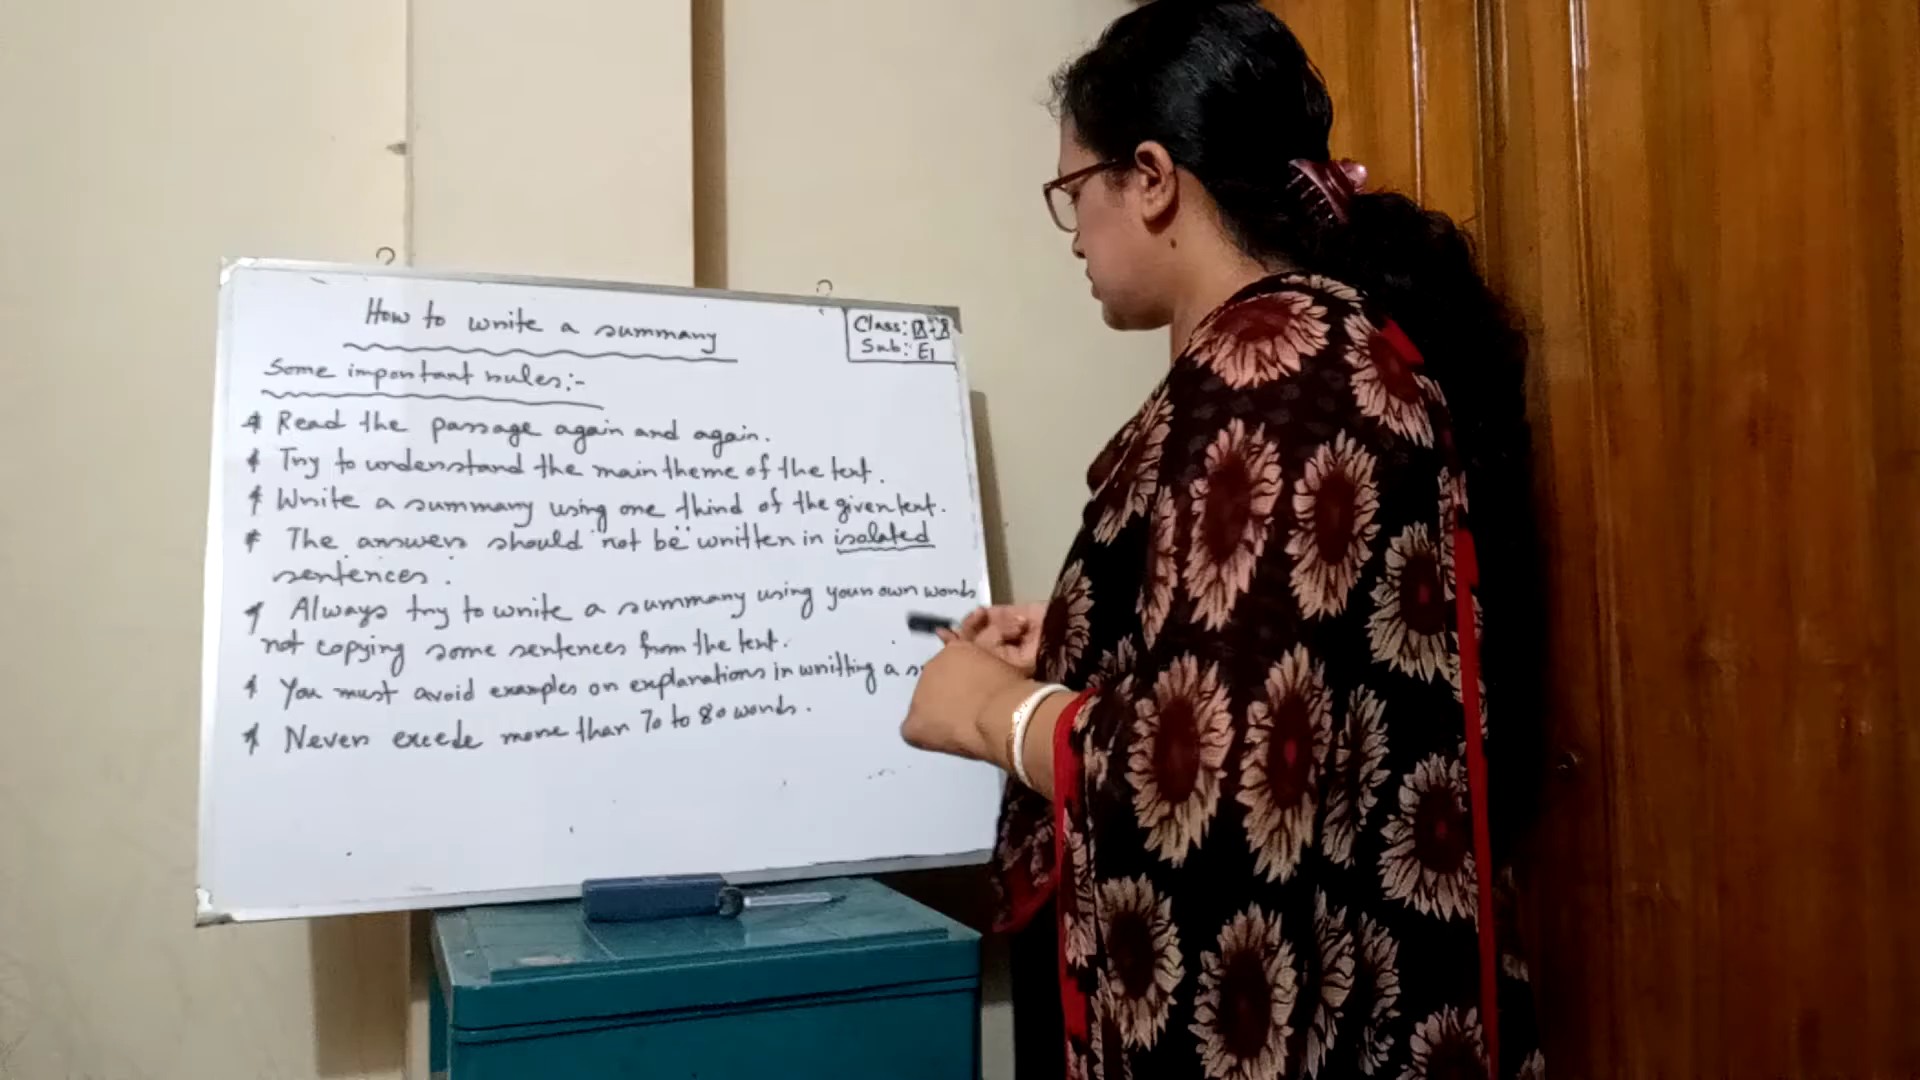 How to write a summary
Class:
Sub: E1
Some important rules:-
* Read the passage again and again.
* Try to understand the main theme of the text.
* Write a summary using one third of the given text.
* The answers should not be written in isolated
sentences.
* Always try to write a summary using your own words
not copying some sentences from the text.
* You must avoid examples or explanations in writting a
* Never excede more than 70 to 80 words.